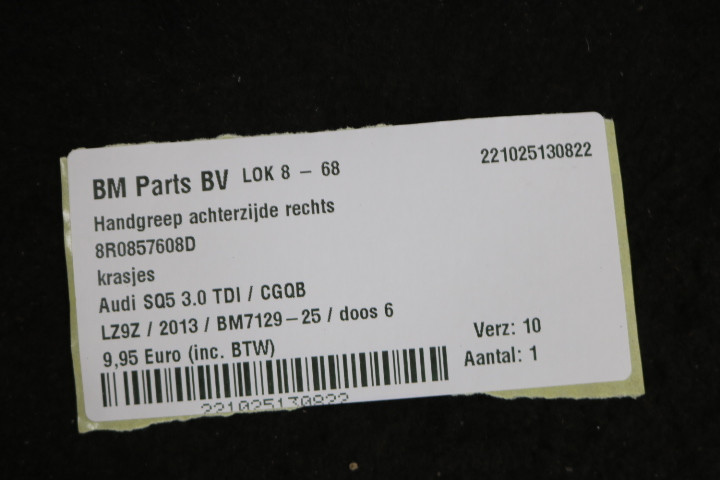 BM Parts BV LOK 8 - 68 221025130822
Handgreep achterzijde rechts
8R0857608D
krasjes
Audi SQ5 3.0 TDI / CGQB
LZ9Z / 2013 / BM7129-25 / doos 6
9,95 Euro (inc. BTW) Verz: 10
Aantal: 1
221025130822